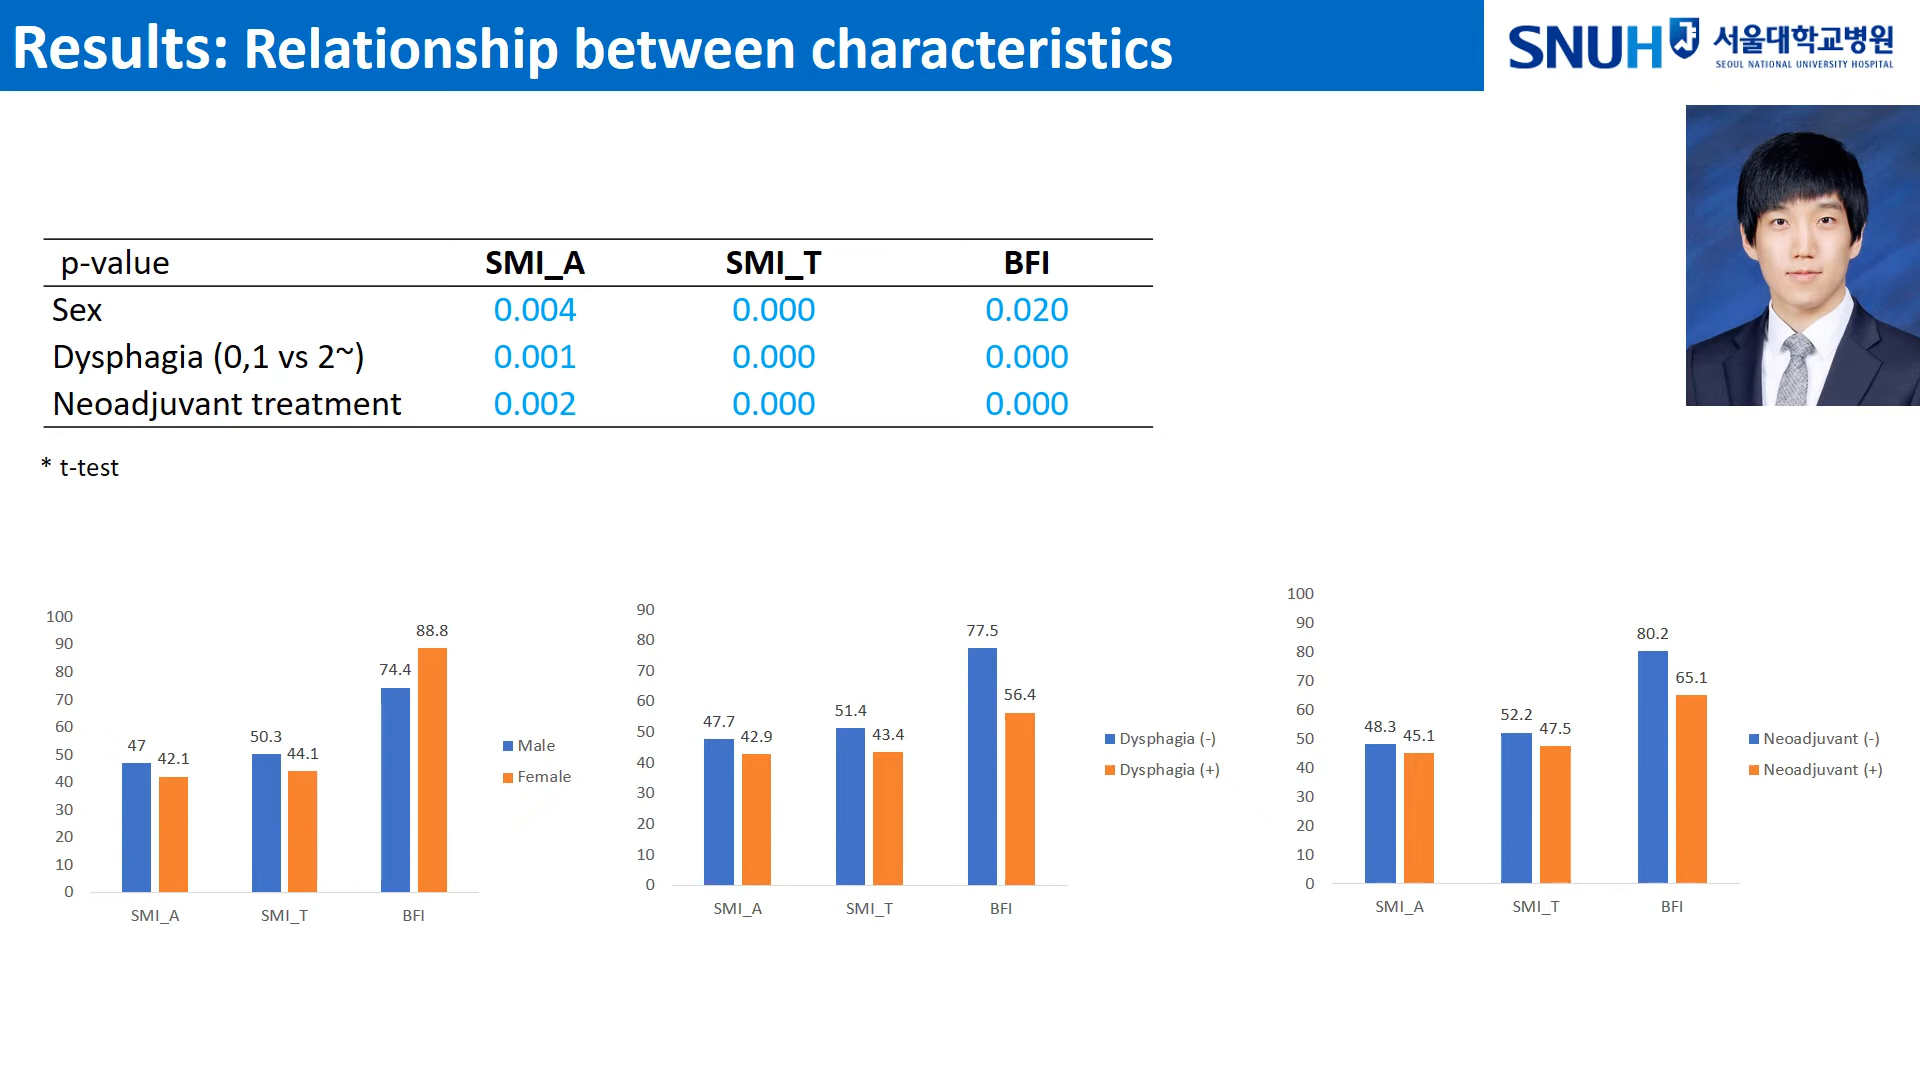 Results: Relationship between characteristics
SNUH 서울대학교병원
SEOUL NATIONAL UNIVERSITY HOSPITAL
p-value SMI_A SMI_T BFI
Sex 0.004 0.000 0.020
Dysphagia (0,1 vs 2~) 0.001 0.000 0.000
Neoadjuvant treatment 0.002 0.000 0.000
* t-test
100
90
80
70
60
50
40
30
20
10
0
47
42.1
50.3
44.1
74.4
88.8
SMI_A SMI_T BFI
Male
Female
90
80
70
60
50
40
30
20
10
0
47.7
42.9
51.4
43.4
77.5
56.4
SMI_A SMI_T BFI
Dysphagia (-)
Dysphagia (+)
100
90
80
70
60
50
40
30
20
10
0
48.3
45.1
52.2
47.5
80.2
65.1
SMI_A SMI_T BFI
Neoadjuvant (-)
Neoadjuvant (+)